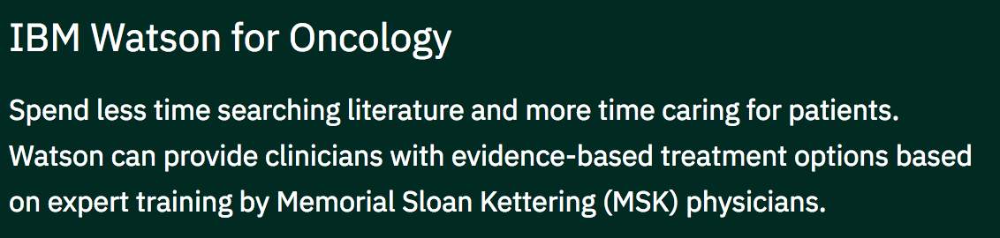 IBM Watson for Oncology
Spend less time searching literature and more time caring for patients.
Watson can provide clinicians with evidence-based treatment options based
on expert training by Memorial Sloan Kettering (MSK) physicians.